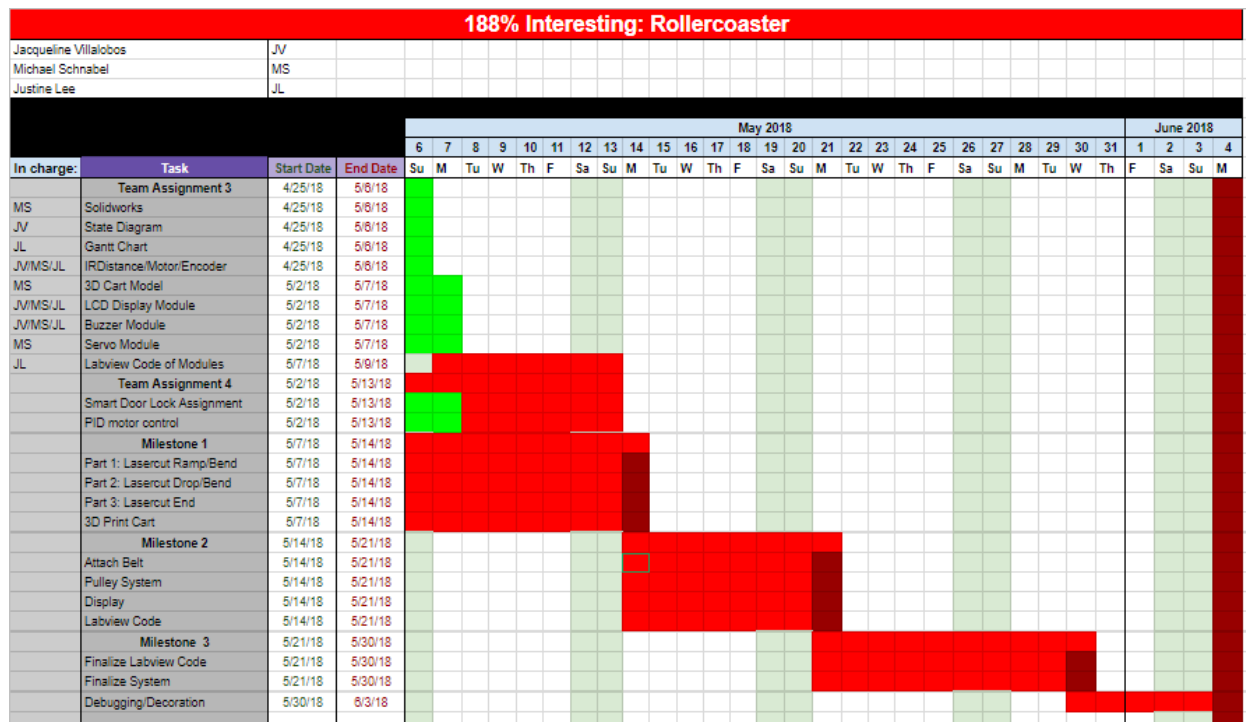 188% Interesting: Rollercoaster
Jacqueline Villalobos JV
Michael Schnabel MS
Justine Lee JL
May 2018 June 2018
6 7 8 9 10 11 12 13 14 15 16 17 18 19 20 21 22 23 24 25 26 27 28 29 30 31 1 2 3 4
In charge: Task Start Date End Date Su M Tu W Th F Sa Su M Tu W Th F Sa Su M Tu W Th F Sa Su M Tu W Th F Sa Su M
Team Assignment 3 4/25/18 5/6/18
MS Solidworks 4/25/18 5/6/18
JV State Diagram 4/25/18 5/6/18
JL Gantt Chart 4/25/18 5/6/18
JV/MS/JL IRDistance/Motor/Encoder 4/25/18 5/6/18
MS 3D Cart Model 5/2/18 5/7/18
JV/MS/JL LCD Display Module 5/2/18 5/7/18
JV/MS/JL Buzzer Module 5/2/18 5/7/18
MS Servo Module 5/2/18 5/7/18
JL Labview Code of Modules 5/7/18 5/9/18
Team Assignment 4 5/2/18 5/13/18
Smart Door Lock Assignment 5/2/18 5/13/18
PID motor control 5/2/18 5/13/18
Milestone 1 5/7/18 5/14/18
Part 1: Lasercut Ramp/Bend 5/7/18 5/14/18
Part 2: Lasercut Drop/Bend 5/7/18 5/14/18
Part 3: Lasercut End 5/7/18 5/14/18
3D Print Cart 5/7/18 5/14/18
Milestone 2 5/14/18 5/21/18
Attach Belt 5/14/18 5/21/18
Pulley System 5/14/18 5/21/18
Display 5/14/18 5/21/18
Labview Code 5/14/18 5/21/18
Milestone 3 5/21/18 5/30/18
Finalize Labview Code 5/21/18 5/30/18
Finalize System 5/21/18 5/30/18
Debugging/Decoration 5/30/18 6/3/18